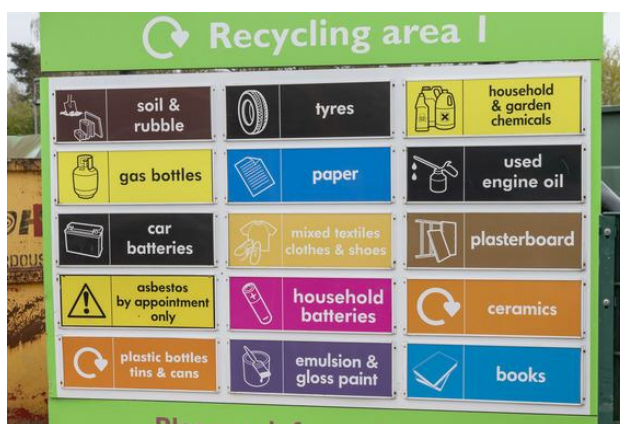 Recycling area 1
soil &
rubble
tyres
household
& garden
chemicals
gas bottles
paper
used
engine oil
car
batteries
mixed textiles
clothes & shoes
plasterboard
asbestos
by appointment
only
household
batteries
ceramics
plastic bottles
tins & cans
emulsion &
gloss paint
books